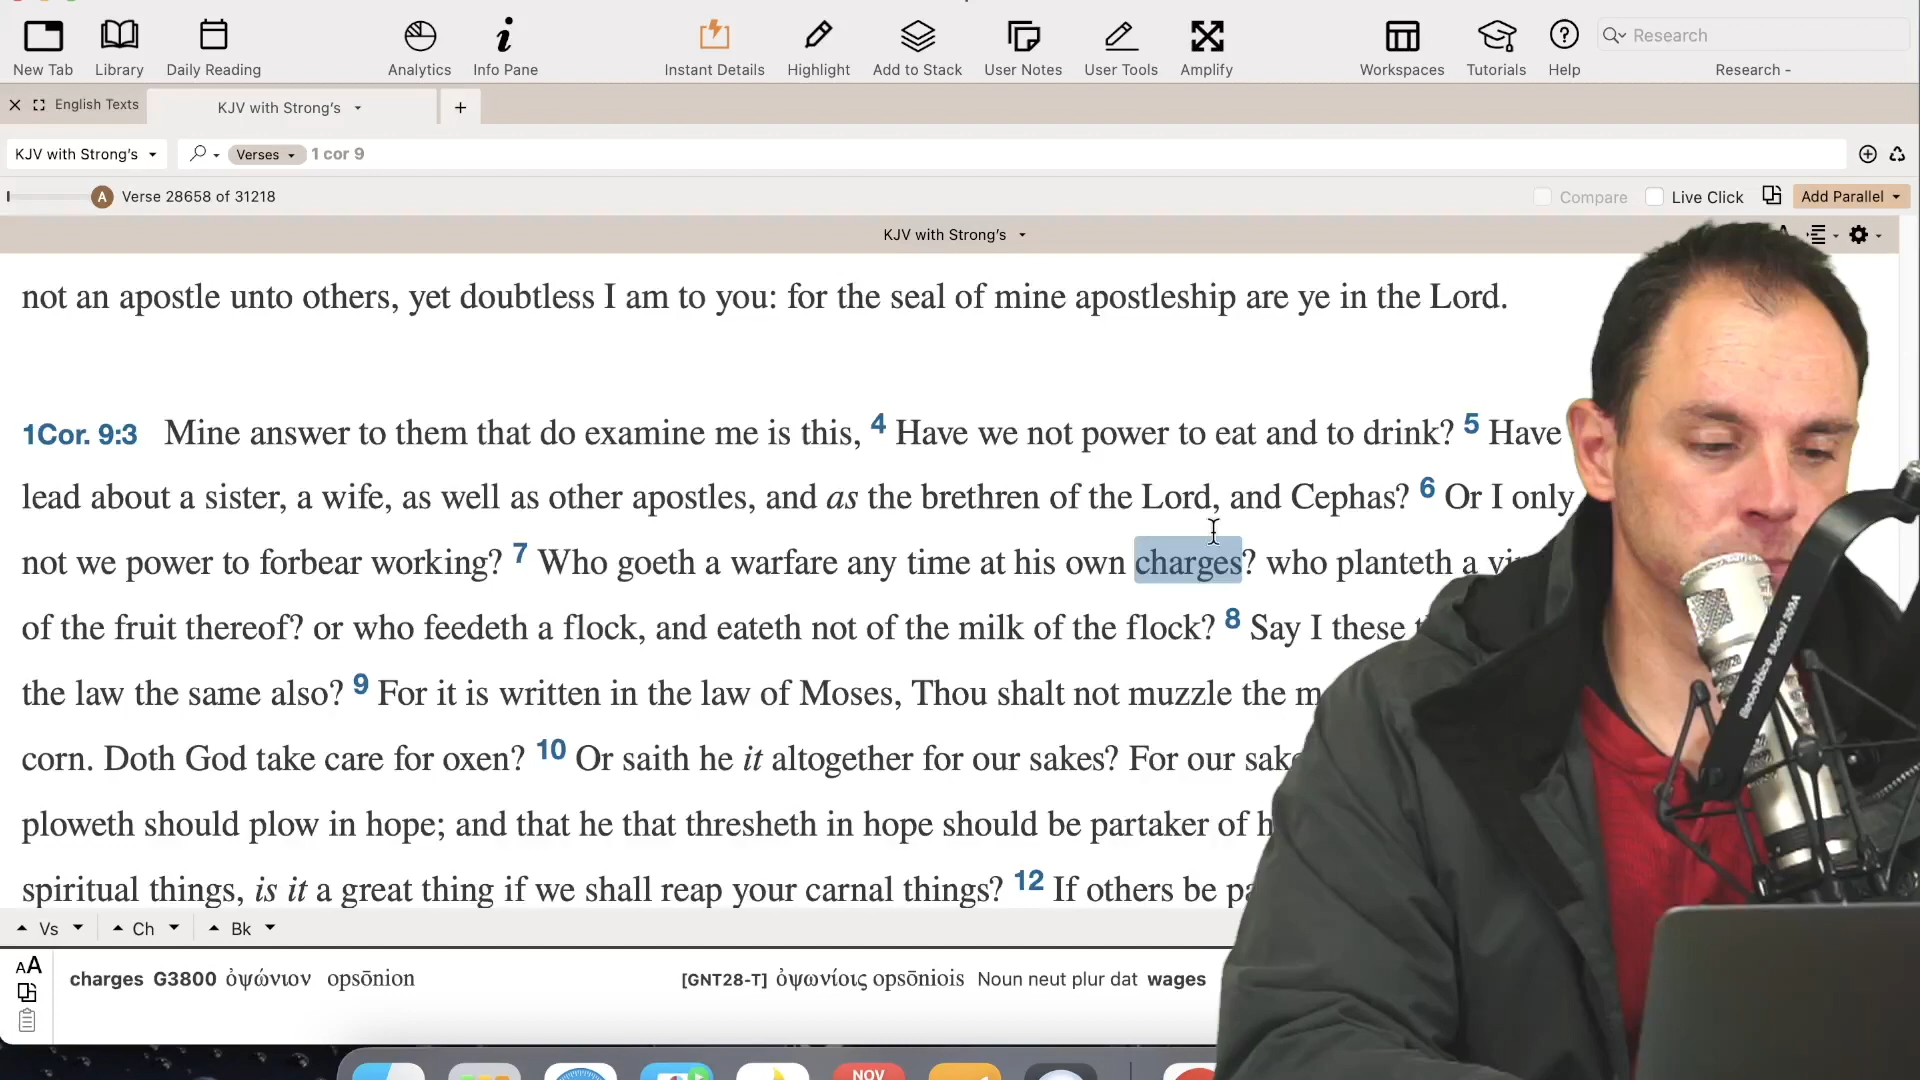 New Tab Library Daily Reading Analytics Info Pane Instant Details Highlight Add to Stack User Notes User Tools Amplify Workspaces Tutorials Help Research
Research -
English Texts KJV with Strong's
KJV with Strong's Verses 1 cor 9
A Verse 28658 of 31218 Compare Live Click Add Parallel
KJV with Strong's
not an apostle unto others, yet doubtless I am to you: for the seal of mine apostleship are ye in the Lord.
1Cor. 9:3 Mine answer to them that do examine me is this, 4 Have we not power to eat and to drink? 5 Have
lead about a sister, a wife, as well as other apostles, and as the brethren of the Lord, and Cephas? 6 Or I only
not we power to forbear working? 7 Who goeth a warfare any time at his own charges? who planteth a
of the fruit thereof? or who feedeth a flock, and eateth not of the milk of the flock? 8 Say I these
the law the same also? 9 For it is written in the law of Moses, Thou shalt not muzzle the
corn. Doth God take care for oxen? 10 Or saith he it altogether for our sakes? For our
ploweth should plow in hope; and that he that thresheth in hope should be partaker of
spiritual things, is it a great thing if we shall reap your carnal things? 12 If others be
Vs Ch Bk
charges G3800 ὀψώνιον opsōnion [GNT28-T] ὀψωνίοις opsōniois Noun neut plur dat wages
NOV